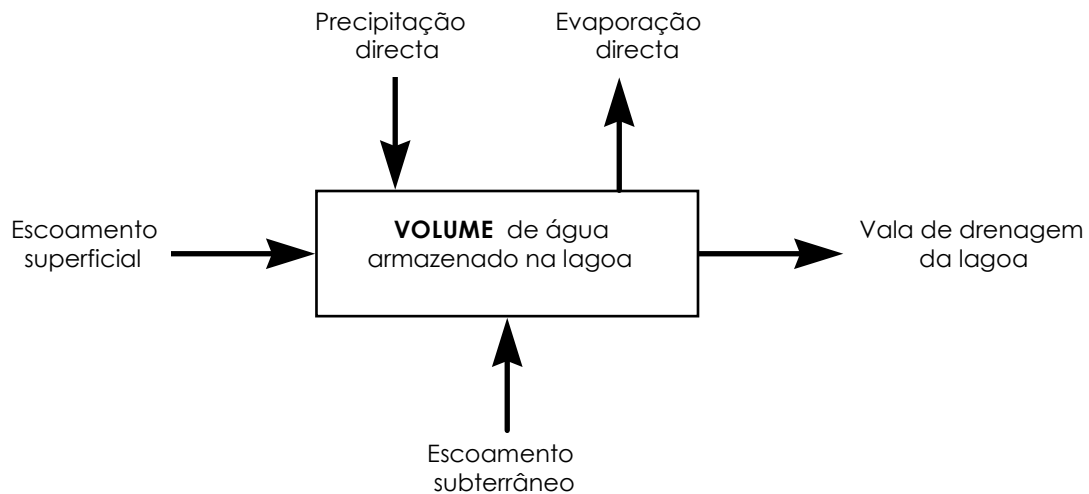 Precipitação
directa
Evaporação
directa
Escoamento
superficial
VOLUME de água
armazenado na lagoa
Vala de drenagem
da lagoa
Escoamento
subterrâneo